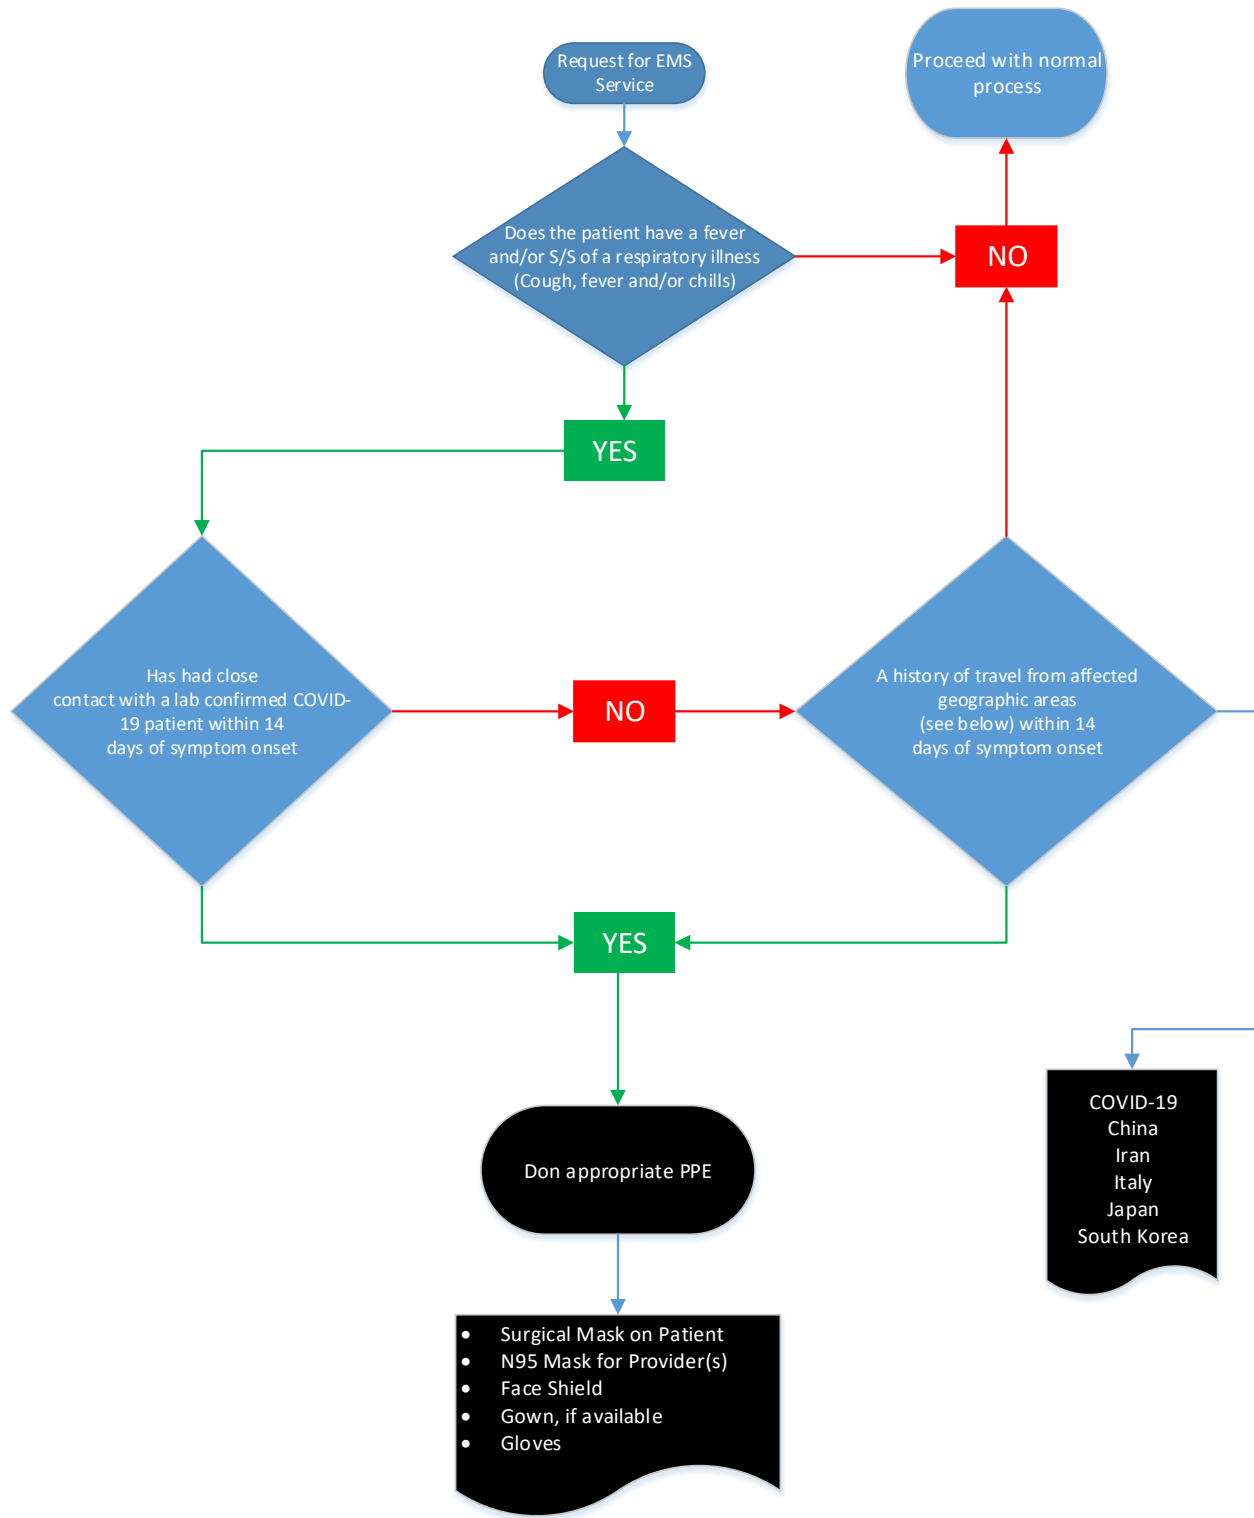 Request for EMS
Service
Proceed with normal
process
Does the patient have a fever
and/or S/S of a respiratory illness
(Cough, fever and/or chills)
NO
YES
Has had close
contact with a lab confirmed COVID-
19 patient within 14
days of symptom onset
NO
A history of travel from affected
geographic areas
(see below) within 14
days of symptom onset
YES
Don appropriate PPE
COVID-19
China
Iran
Italy
Japan
South Korea
• Surgical Mask on Patient
• N95 Mask for Provider(s)
• Face Shield
• Gown, if available
• Gloves